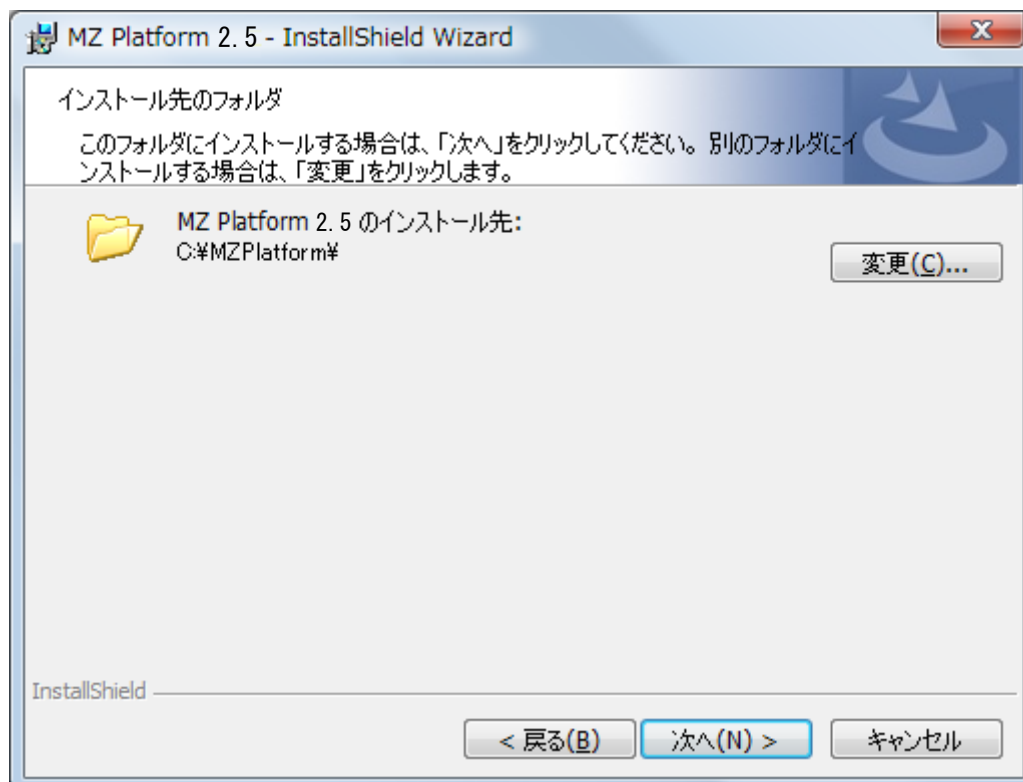 MZ Platform 2.5 - InstallShield Wizard
インストール先のフォルダ
このフォルダにインストールする場合は、「次へ」をクリックしてください。別のフォルダにイ
ンストールする場合は、「変更」をクリックします。
MZ Platform 2.5 のインストール先:
C:¥MZPlatform¥
変更(C)...
InstallShield
< 戻る(B)
次へ(N) >
キャンセル